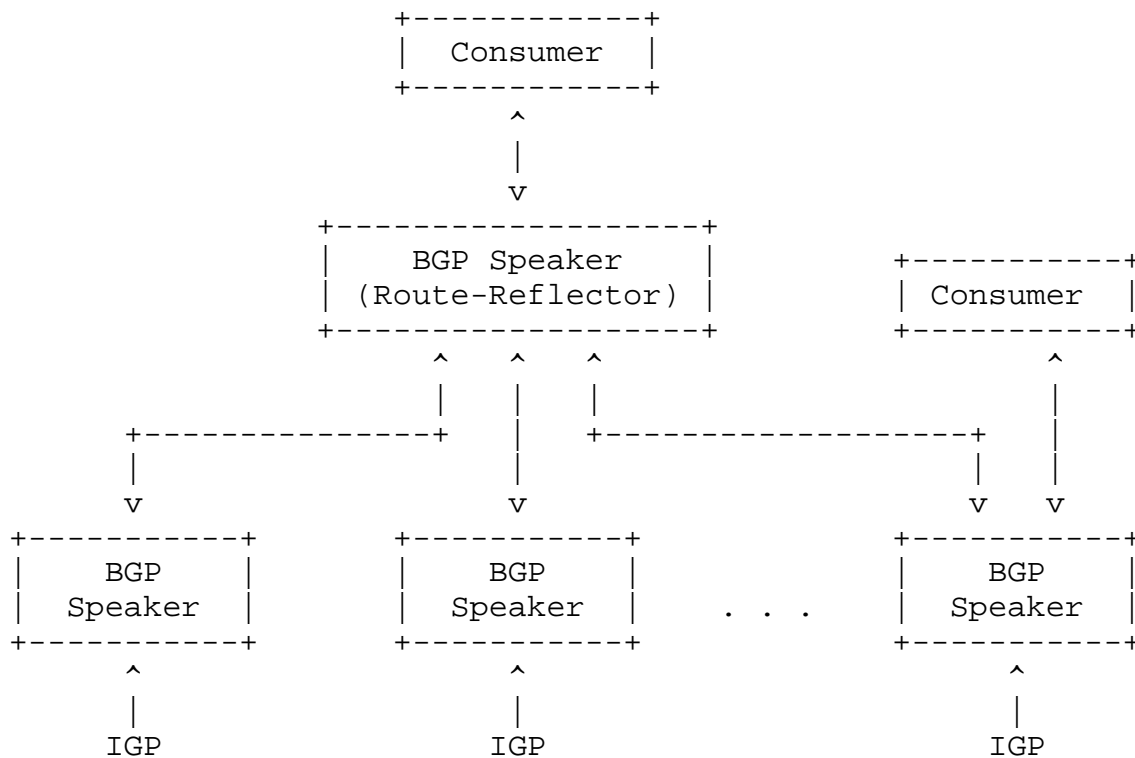 Consumer
BGP Speaker
(Route-Reflector)
Consumer
BGP
Speaker
BGP
Speaker
. . .
BGP
Speaker
IGP
IGP
IGP